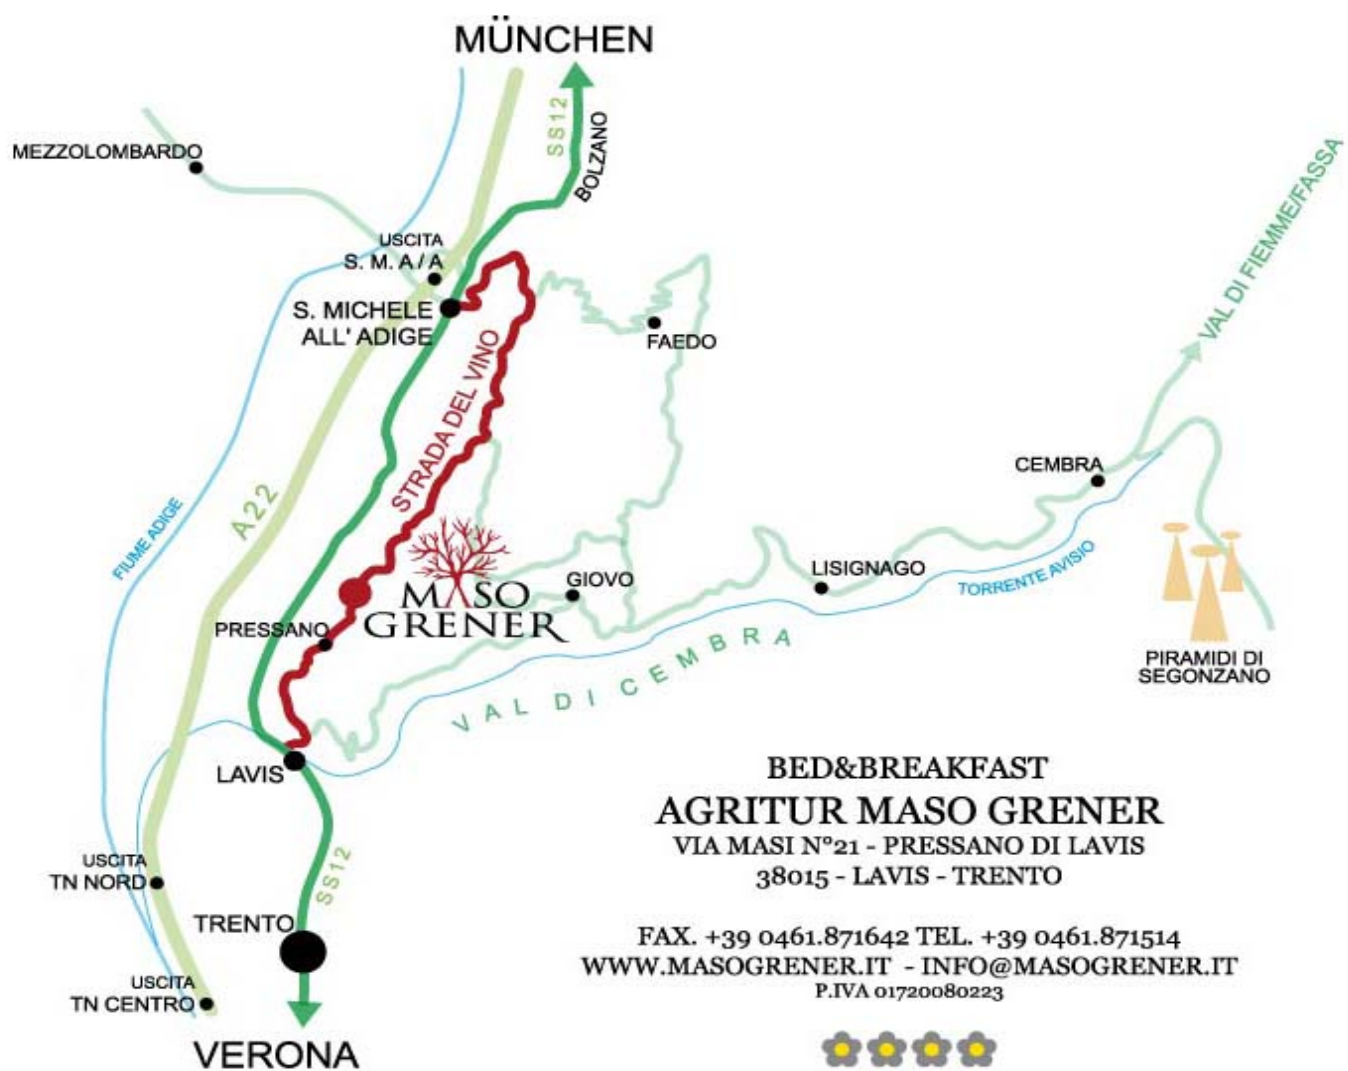 MÜNCHEN
SS12
BOLZANO
MEZZOLOMBARDO
USCITA
S. M. A / A
S. MICHELE
ALL' ADIGE
FAEDO
VAL DI FIEMME/FASSA
STRADA DEL VINO
A22
FIUME ADIGE
CEMBRA
LISIGNAGO
TORRENTE AVISIO
GIOVO
MASO
GRENER
PRESSANO
VAL DI CEMBRA
PIRAMIDI DI
SEGONZANO
LAVIS
USCITA
TN NORD
SS12
TRENTO
USCITA
TN CENTRO
VERONA
BED&BREAKFAST
AGRITUR MASO GRENER
VIA MASI N°21 - PRESSANO DI LAVIS
38015 - LAVIS - TRENTO
FAX. +39 0461.871642 TEL. +39 0461.871514
WWW.MASOGRENER.IT - INFO@MASOGRENER.IT
P.IVA 01720080223